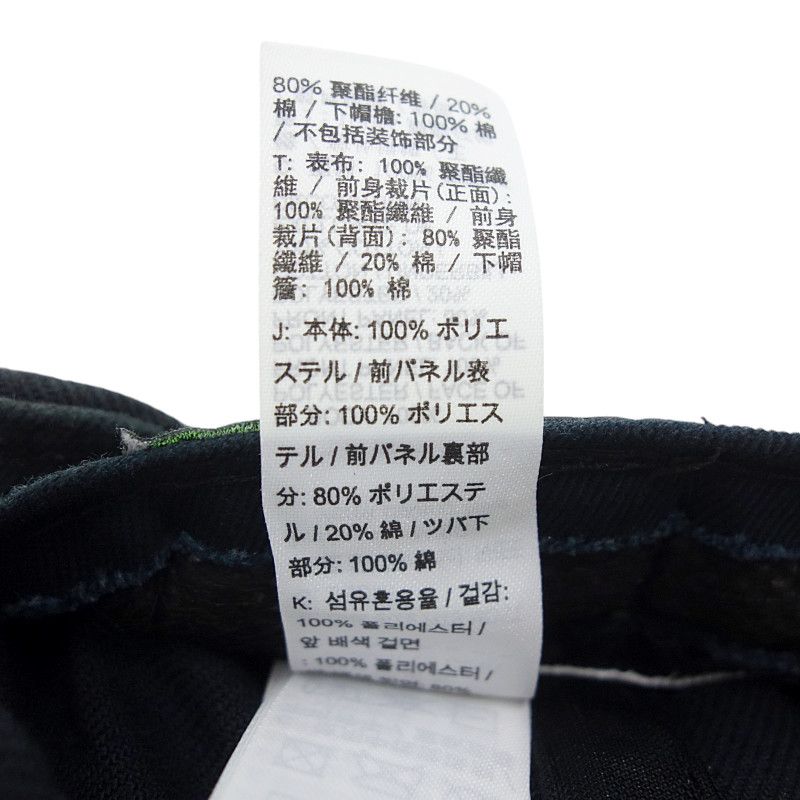 80% 聚酯纤维 / 20%
棉 / 下帽檐: 100% 棉
/ 不包括装饰部分
T: 表布: 100% 聚酯纖
維 / 前身裁片(正面):
100% 聚酯纖維 / 前身
裁片(背面): 80% 聚酯
纖維 / 20% 棉 / 下帽
簷: 100% 棉
J: 本体: 100% ポリエ
ステル / 前パネル表
部分: 100% ポリエス
テル / 前パネル裏部
分: 80% ポリエステ
ル / 20% 綿 / ツバ下
部分: 100% 綿
K: 섬유혼용율 / 겉감:
100% 폴리에스터 /
앞 배색 겉면
: 100% 폴리에스터 /
80%